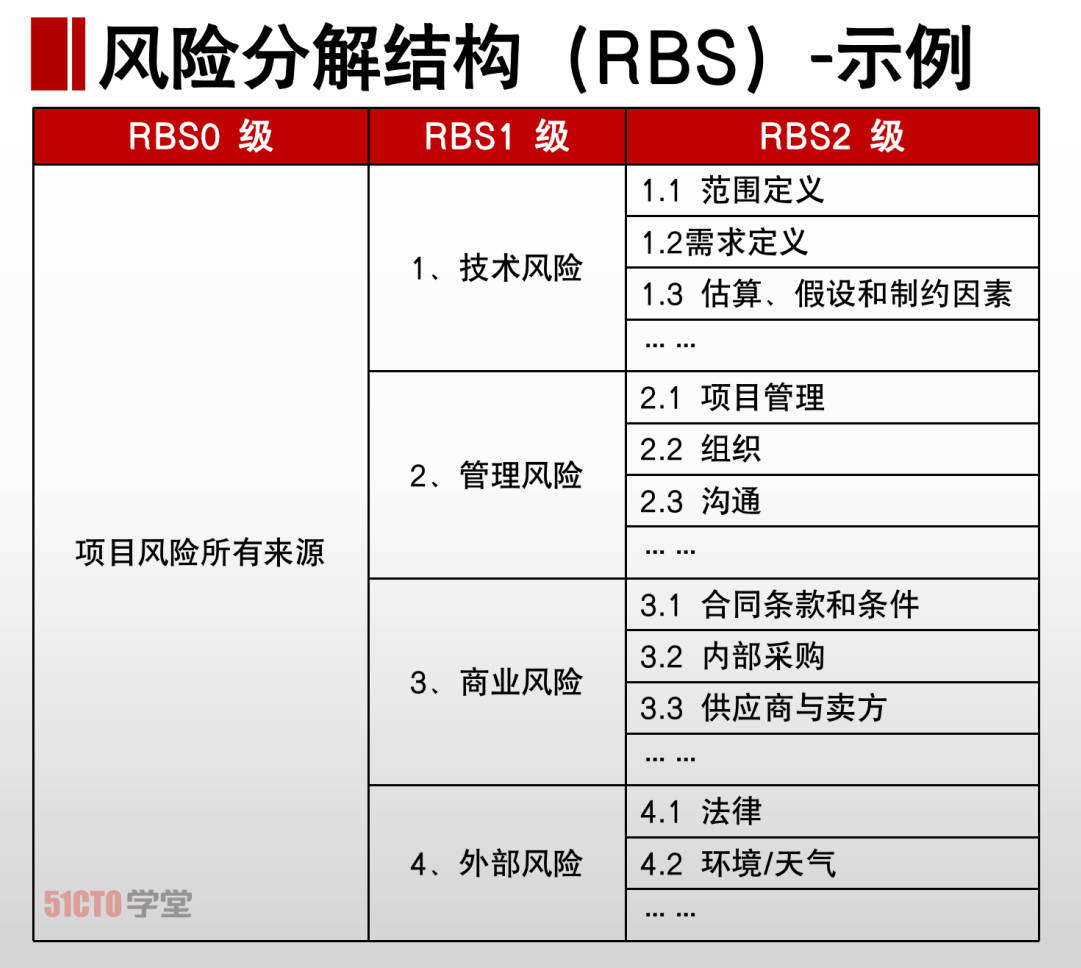 风险分解结构（RBS）-示例
RBS0 级
RBS1 级
RBS2 级
项目风险所有来源
1、技术风险
1.1 范围定义
1.2需求定义
1.3 估算、假设和制约因素
... ...
2、管理风险
2.1 项目管理
2.2 组织
2.3 沟通
... ...
3、商业风险
3.1 合同条款和条件
3.2 内部采购
3.3 供应商与卖方
... ...
4、外部风险
4.1 法律
4.2 环境/天气
... ...
51CTO学堂